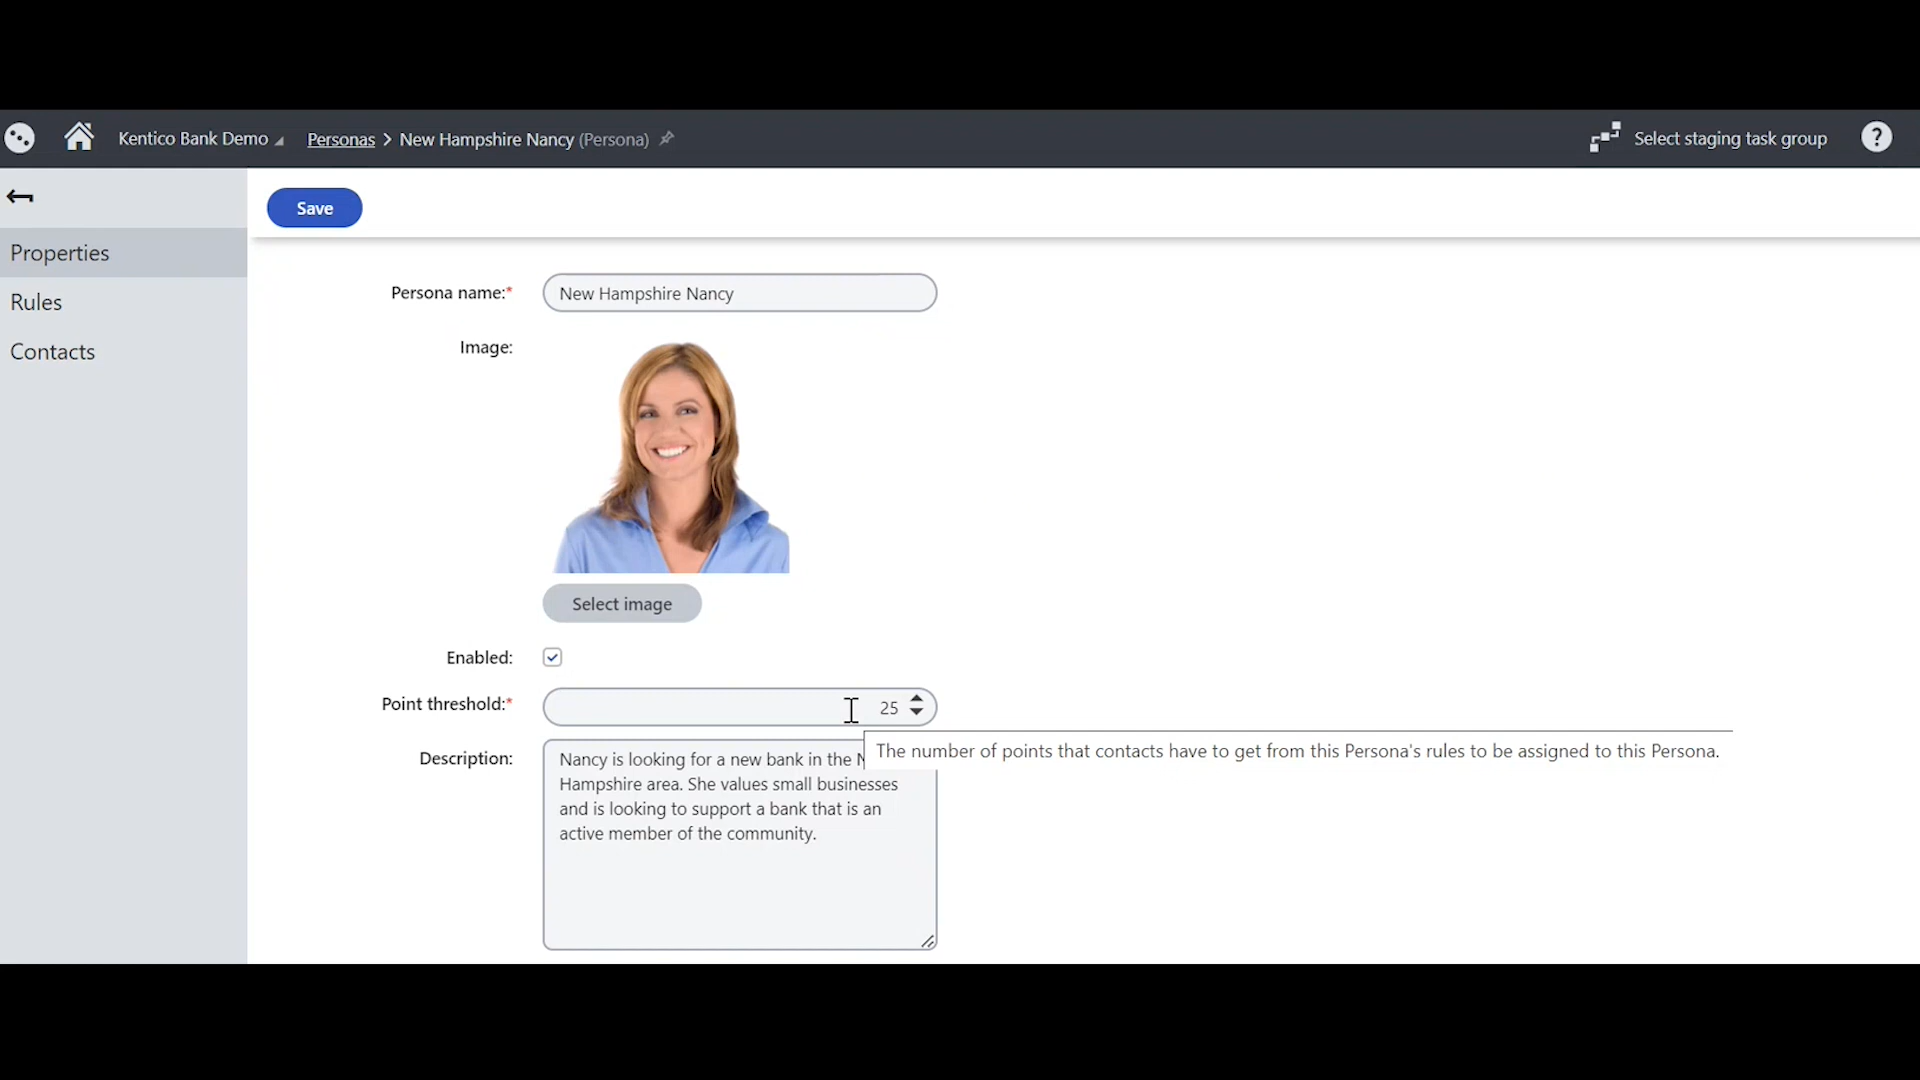 Kentico Bank Demo Personas > New Hampshire Nancy (Persona) Select staging task group ?
Save
Properties
Rules
Contacts
Persona name:* New Hampshire Nancy
Image:
Select image
Enabled:
Point threshold:* 25
The number of points that contacts have to get from this Persona's rules to be assigned to this Persona.
Description:
Nancy is looking for a new bank in the N
Hampshire area. She values small businesses
and is looking to support a bank that is an
active member of the community.